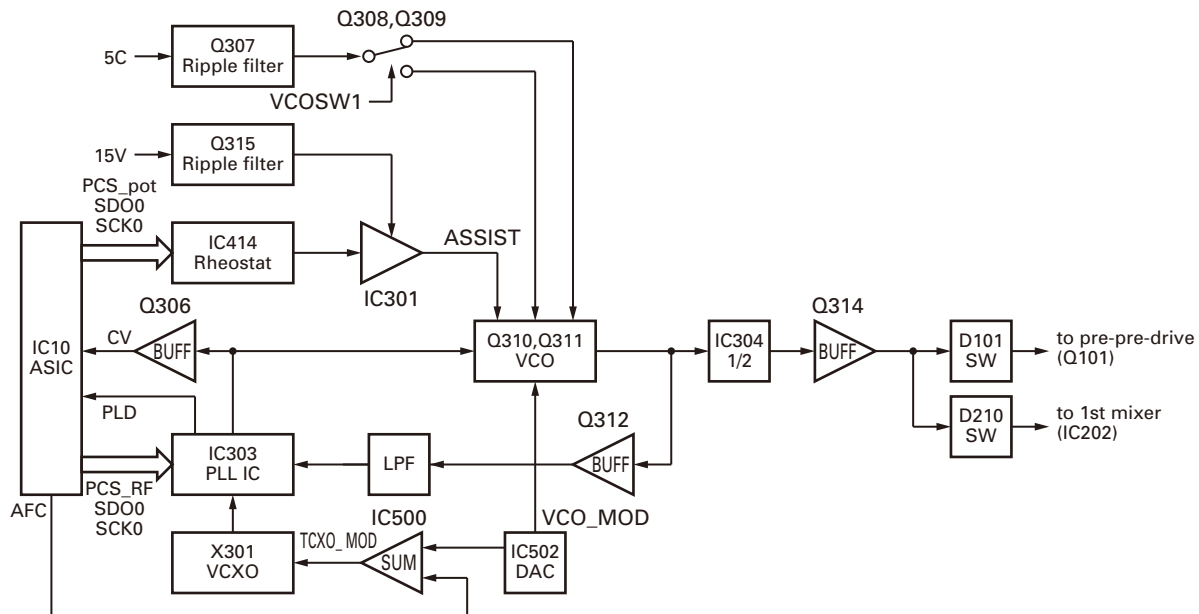 Q308,Q309
5C
Q307
Ripple filter
VCOSW1
15V
Q315
Ripple filter
PCS_pot
SDO0
SCK0
IC414
Rheostat
IC301
ASSIST
Q306
CV
BUFF
IC10
ASIC
Q310,Q311
VCO
IC304
1/2
Q314
BUFF
D101
SW
to pre-pre-drive
(Q101)
D210
SW
to 1st mixer
(IC202)
PLD
IC303
PLL IC
LPF
Q312
BUFF
PCS_RF
SDO0
SCK0
AFC
X301
VCXO
TCXO_MOD
IC500
SUM
VCO_MOD
IC502
DAC